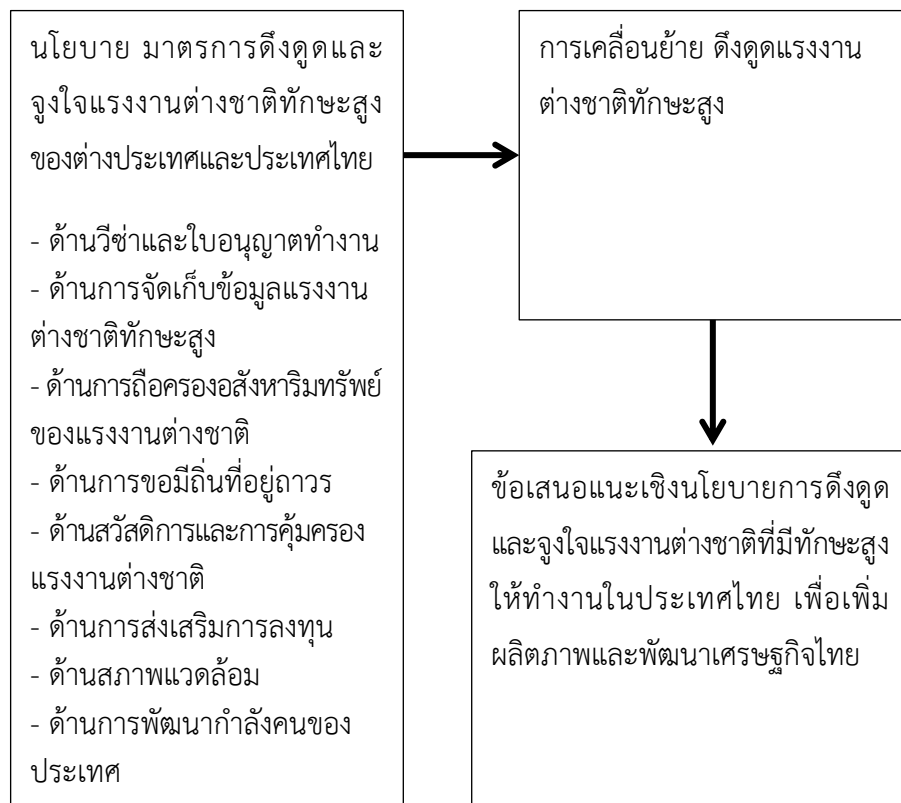 นโยบาย มาตรการดึงดูดและ
จูงใจแรงงานต่างชาติทักษะสูง
ของต่างประเทศและประเทศไทย
- ด้านวีซ่าและใบอนุญาตทำงาน
- ด้านการจัดเก็บข้อมูลแรงงาน
ต่างชาติทักษะสูง
- ด้านการถือครองอสังหาริมทรัพย์
ของแรงงานต่างชาติ
- ด้านการขอมีถิ่นที่อยู่ถาวร
- ด้านสวัสดิการและการคุ้มครอง
แรงงานต่างชาติ
- ด้านการส่งเสริมการลงทุน
- ด้านสภาพแวดล้อม
- ด้านการพัฒนากำลังคนของ
ประเทศ
การเคลื่อนย้าย ดึงดูดแรงงาน
ต่างชาติทักษะสูง
ข้อเสนอแนะเชิงนโยบายการดึงดูด
และจูงใจแรงงานต่างชาติที่มีทักษะสูง
ให้ทำงานในประเทศไทย เพื่อเพิ่ม
ผลิตภาพและพัฒนาเศรษฐกิจไทย